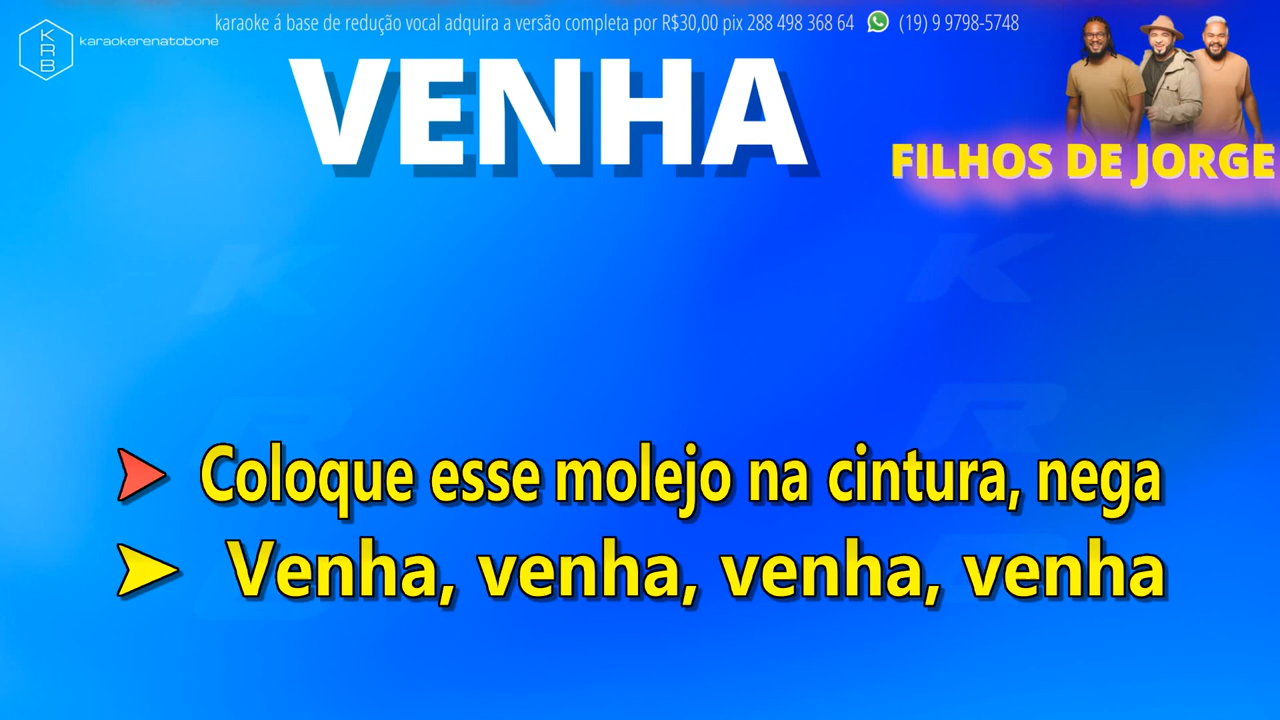 karaoke á base de redução vocal adquira a versão completa por R$30,00 pix 288 498 368 64 (19) 9 9798-5748
K
R
B
karaokerenatobone
VENHA
FILHOS DE JORGE
K K
R R
Coloque esse molejo na cintura, nega
Venha, venha, venha, venha